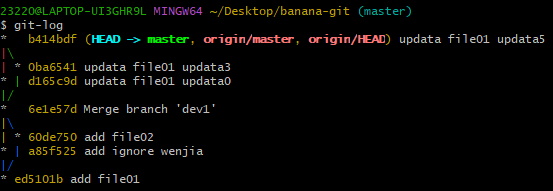 23220@LAPTOP-UI3GHR9L MINGW64 ~/Desktop/banana-git (master)
$ git-log
*   b414bdf (HEAD -> master, origin/master, origin/HEAD) updata file01 updata5
|\
| * 0ba6541 updata file01 updata3
* | d165c9d updata file01 updata0
|/
*   6e1e57d Merge branch 'dev1'
|\
| * 60de750 add file02
* | a85f525 add ignore wenjia
|/
* ed5101b add file01